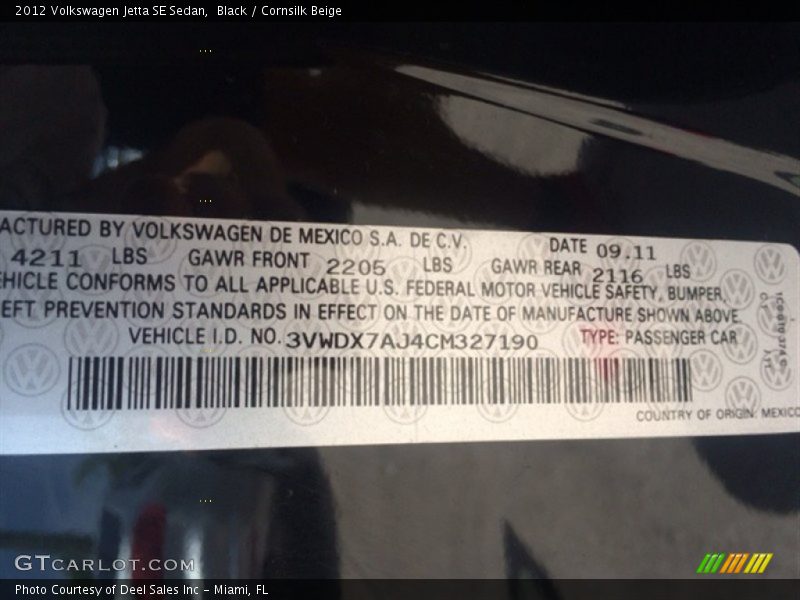 2012 Volkswagen Jetta SE Sedan,  Black / Cornsilk Beige
ACTURED BY VOLKSWAGEN DE MEXICO S.A. DE C.V. DATE 09.11
4211 LBS GAWR FRONT 2205 LBS GAWR REAR 2116 LBS
EHICLE CONFORMS TO ALL APPLICABLE U.S. FEDERAL MOTOR VEHICLE SAFETY, BUMPER,
EFT PREVENTION STANDARDS IN EFFECT ON THE DATE OF MANUFACTURE SHOWN ABOVE.
VEHICLE I.D. NO. 3VWDX7AJ4CM327190 TYPE: PASSENGER CAR
COUNTRY OF ORIGIN: MEXICO
GTCARLOT.COM
Photo Courtesy of Deel Sales Inc - Miami, FL